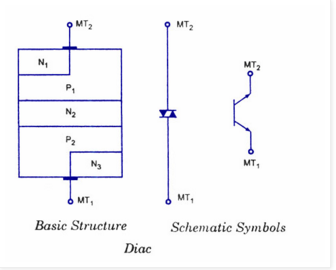 MT2
MT2
N1
MT2
P1
N2
P2
N3
MT1
MT1
MT1
Basic Structure
Schematic Symbols
Diac